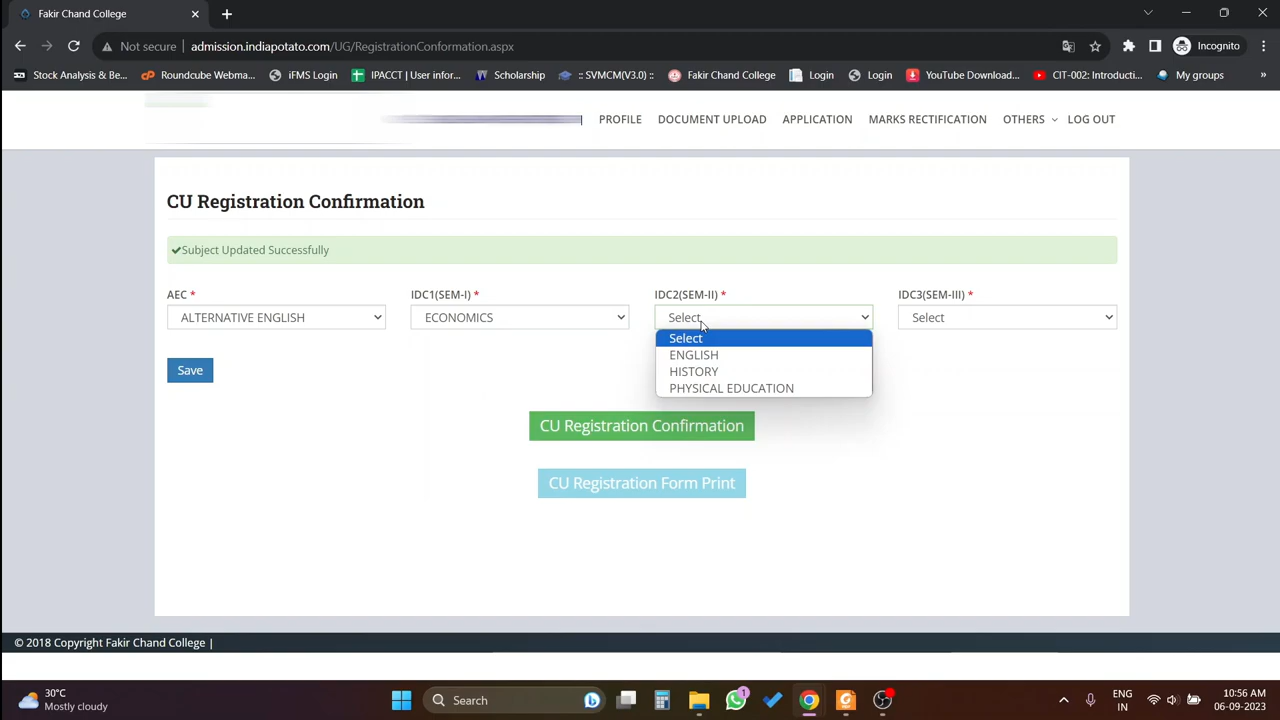 Fakir Chand College
Not secure
admission.indiapotato.com/UG/RegistrationConformation.aspx
Incognito
Stock Analysis & Be...
Roundcube Webma...
iFMS Login
IPACCT | User infor...
Scholarship
:: SVMCM(V3.0) ::
Fakir Chand College
Login
Login
YouTube Download...
CIT-002: Introducti...
My groups
»
PROFILE
DOCUMENT UPLOAD
APPLICATION
MARKS RECTIFICATION
OTHERS
LOG OUT
CU Registration Confirmation
Subject Updated Successfully
AEC *
IDC1(SEM-I) *
IDC2(SEM-II) *
IDC3(SEM-III) *
ALTERNATIVE ENGLISH
ECONOMICS
Select
Select
Select
ENGLISH
HISTORY
PHYSICAL EDUCATION
Save
CU Registration Confirmation
CU Registration Form Print
© 2018 Copyright Fakir Chand College |
30°C
Mostly cloudy
Search
1
ENG
IN
10:56 AM
06-09-2023